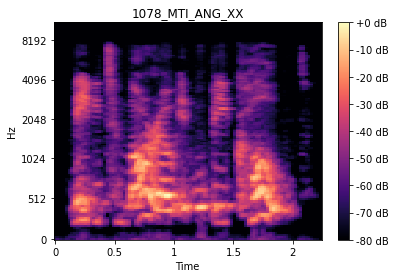 1078_MTI_ANG_XX
+0 dB
8192
-10 dB
4096
-20 dB
-30 dB
2048
Hz
-40 dB
1024
-50 dB
512
-60 dB
-70 dB
0
-80 dB
0
0.5
1
1.5
2
Time